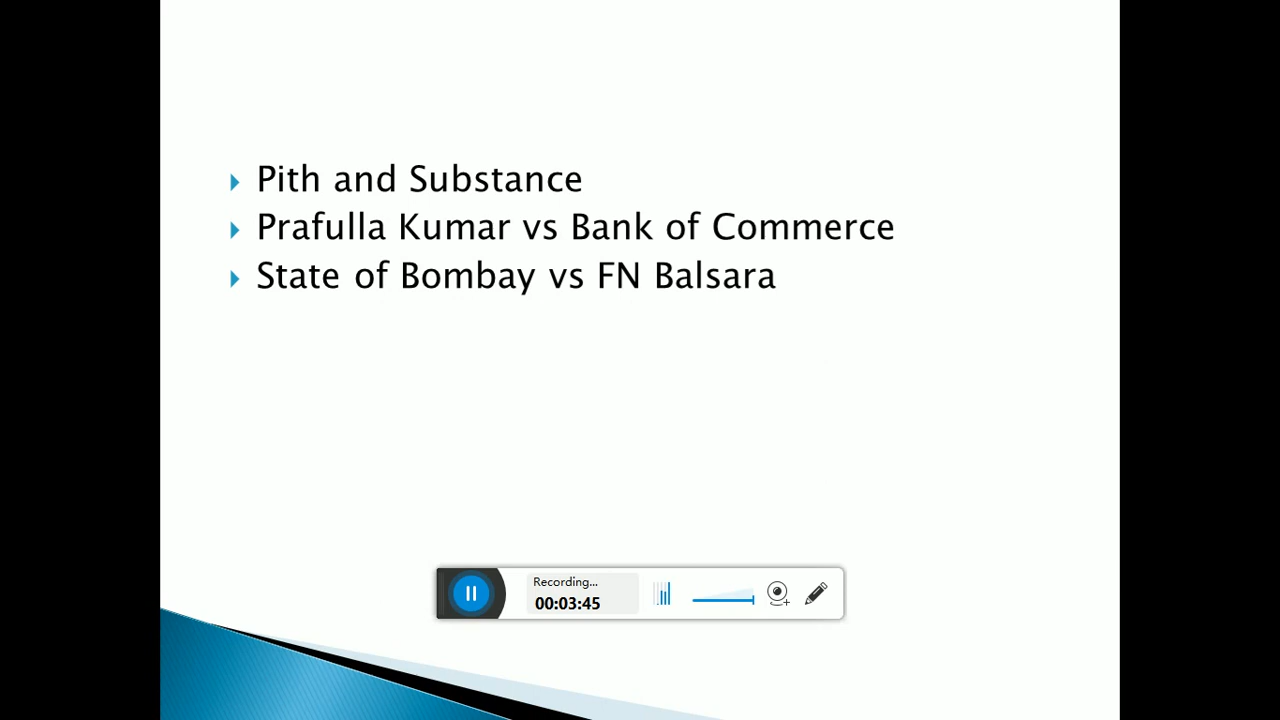 Pith and Substance
Prafulla Kumar vs Bank of Commerce
State of Bombay vs FN Balsara
Recording...
00:03:45